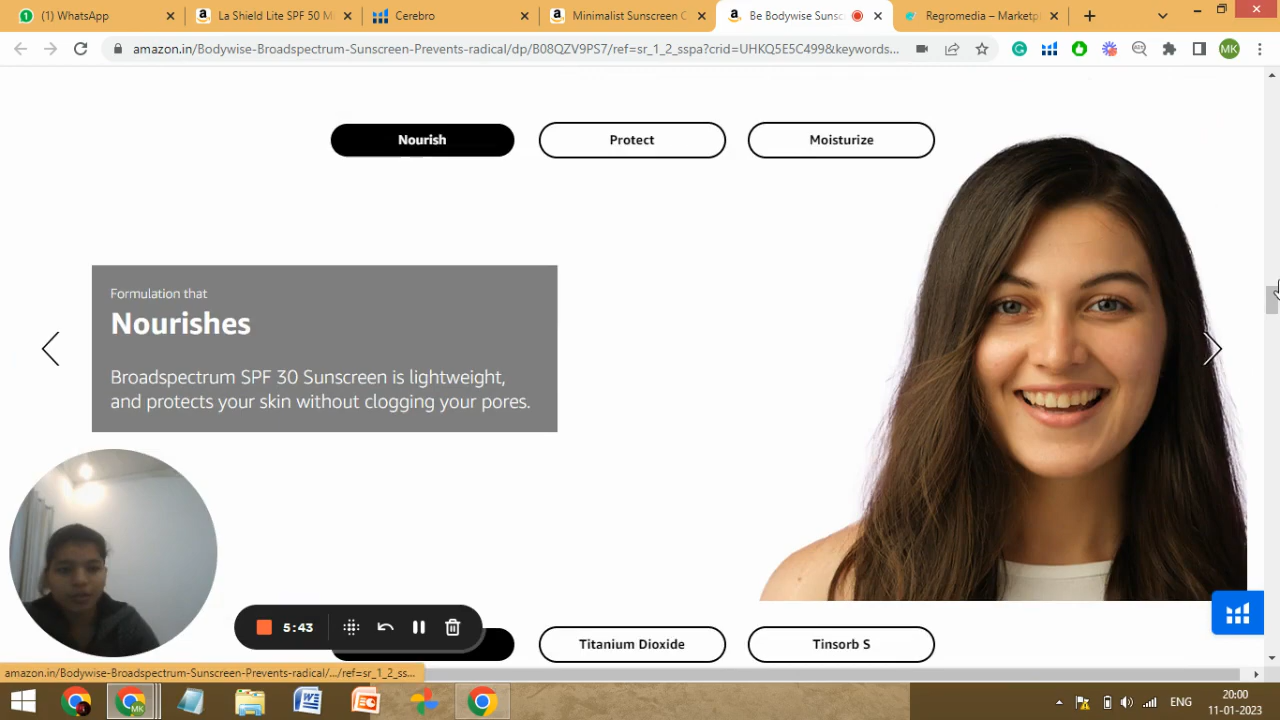 (1) WhatsApp
La Shield Lite SPF 50 M
Cerebro
Minimalist Sunscreen C
Be Bodywise Sunsc
Regromedia – Marketpl
amazon.in/Bodywise-Broadspectrum-Sunscreen-Prevents-radical/dp/B08QZV9PS7/ref=sr_1_2_sspa?crid=UHKQ5E5C499&keywords...
MK
Nourish
Protect
Moisturize
Formulation that
Nourishes
Broadspectrum SPF 30 Sunscreen is lightweight,
and protects your skin without clogging your pores.
5:43
Titanium Dioxide
Tinsorb S
amazon.in/Bodywise-Broadspectrum-Sunscreen-Prevents-radical/.../ref=sr_1_2_ss...
MK
ENG
20:00
11-01-2023